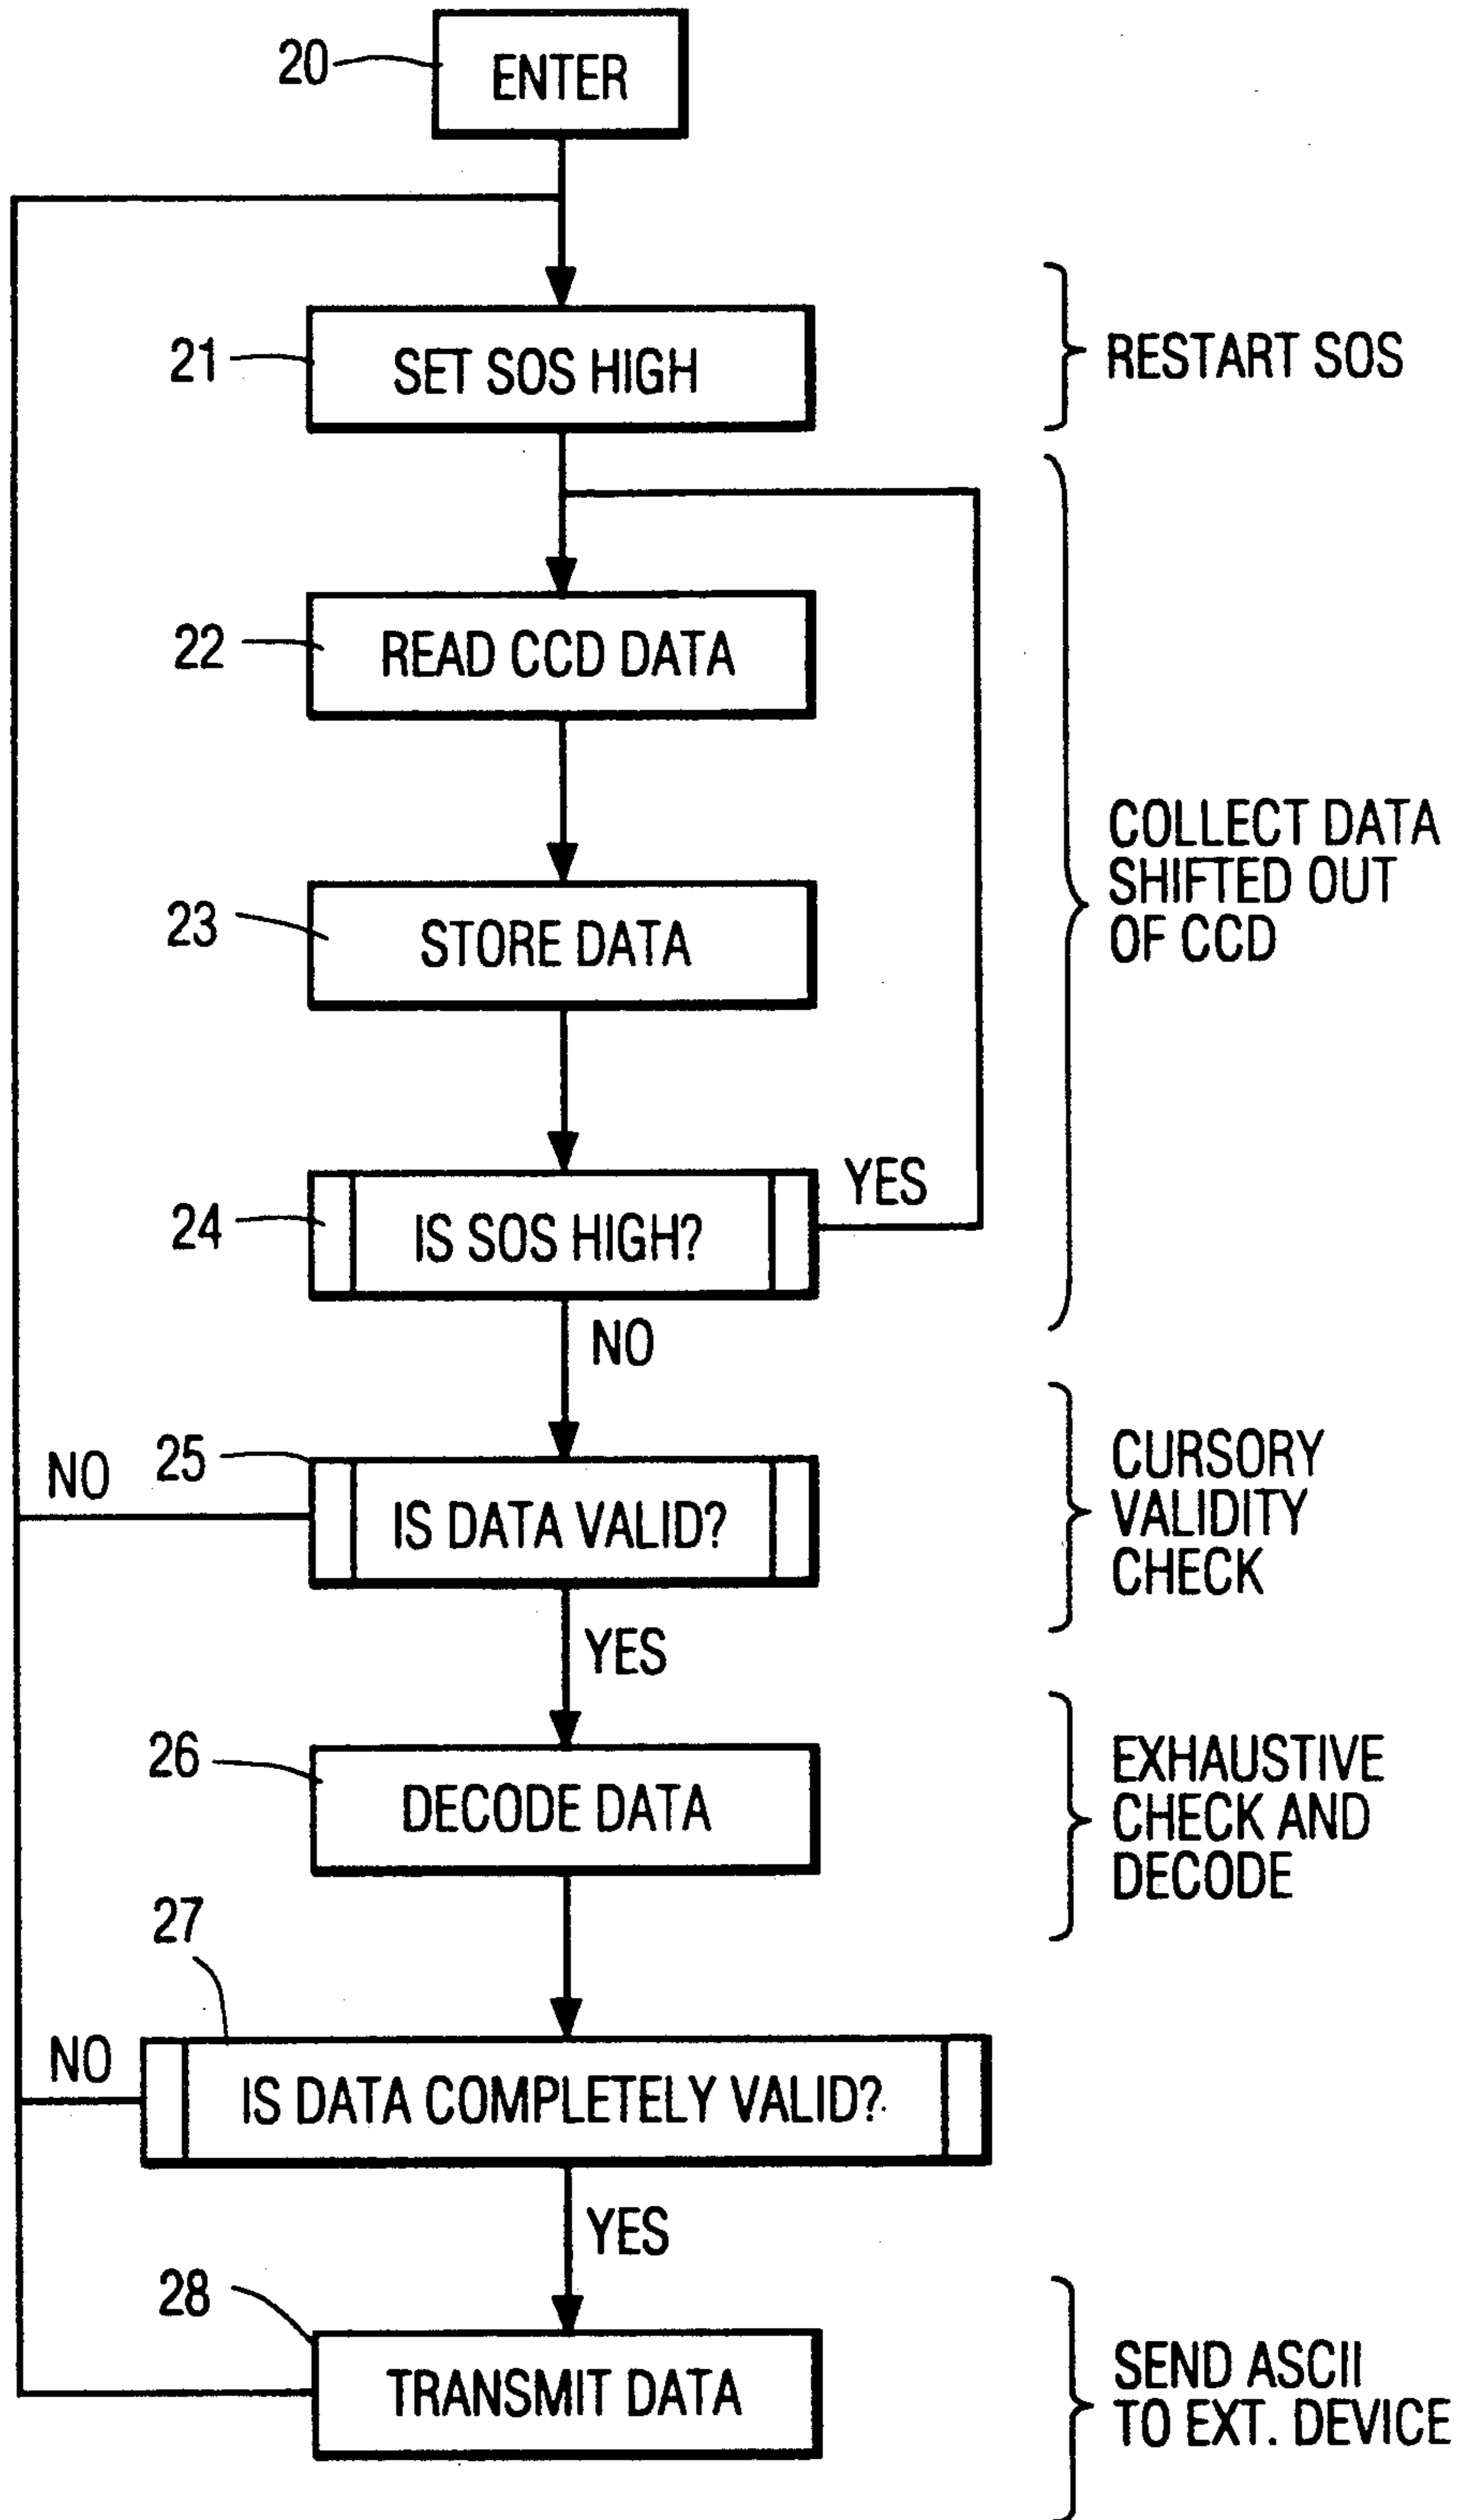 20
ENTER
21
SET SOS HIGH
RESTART SOS
22
READ CCD DATA
COLLECT DATA
SHIFTED OUT
OF CCD
23
STORE DATA
24
IS SOS HIGH?
YES
NO
25
NO
IS DATA VALID?
CURSORY
VALIDITY
CHECK
YES
26
DECODE DATA
EXHAUSTIVE
CHECK AND
DECODE
27
NO
IS DATA COMPLETELY VALID?
YES
28
TRANSMIT DATA
SEND ASCII
TO EXT. DEVICE